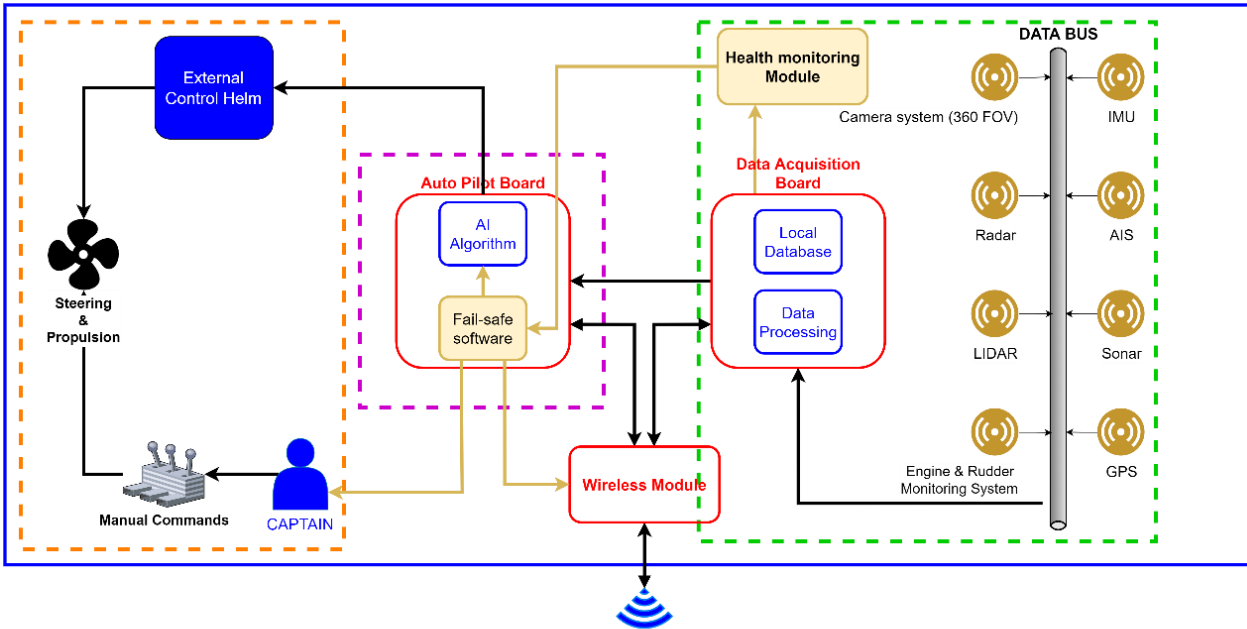 External
Control Helm
Steering
&
Propulsion
Manual Commands
CAPTAIN
Auto Pilot Board
AI
Algorithm
Fail-safe
software
Wireless Module
Health monitoring
Module
Data Acquisition
Board
Local
Database
Data
Processing
DATA BUS
Camera system (360 FOV)
IMU
Radar
AIS
LIDAR
Sonar
Engine & Rudder
Monitoring System
GPS